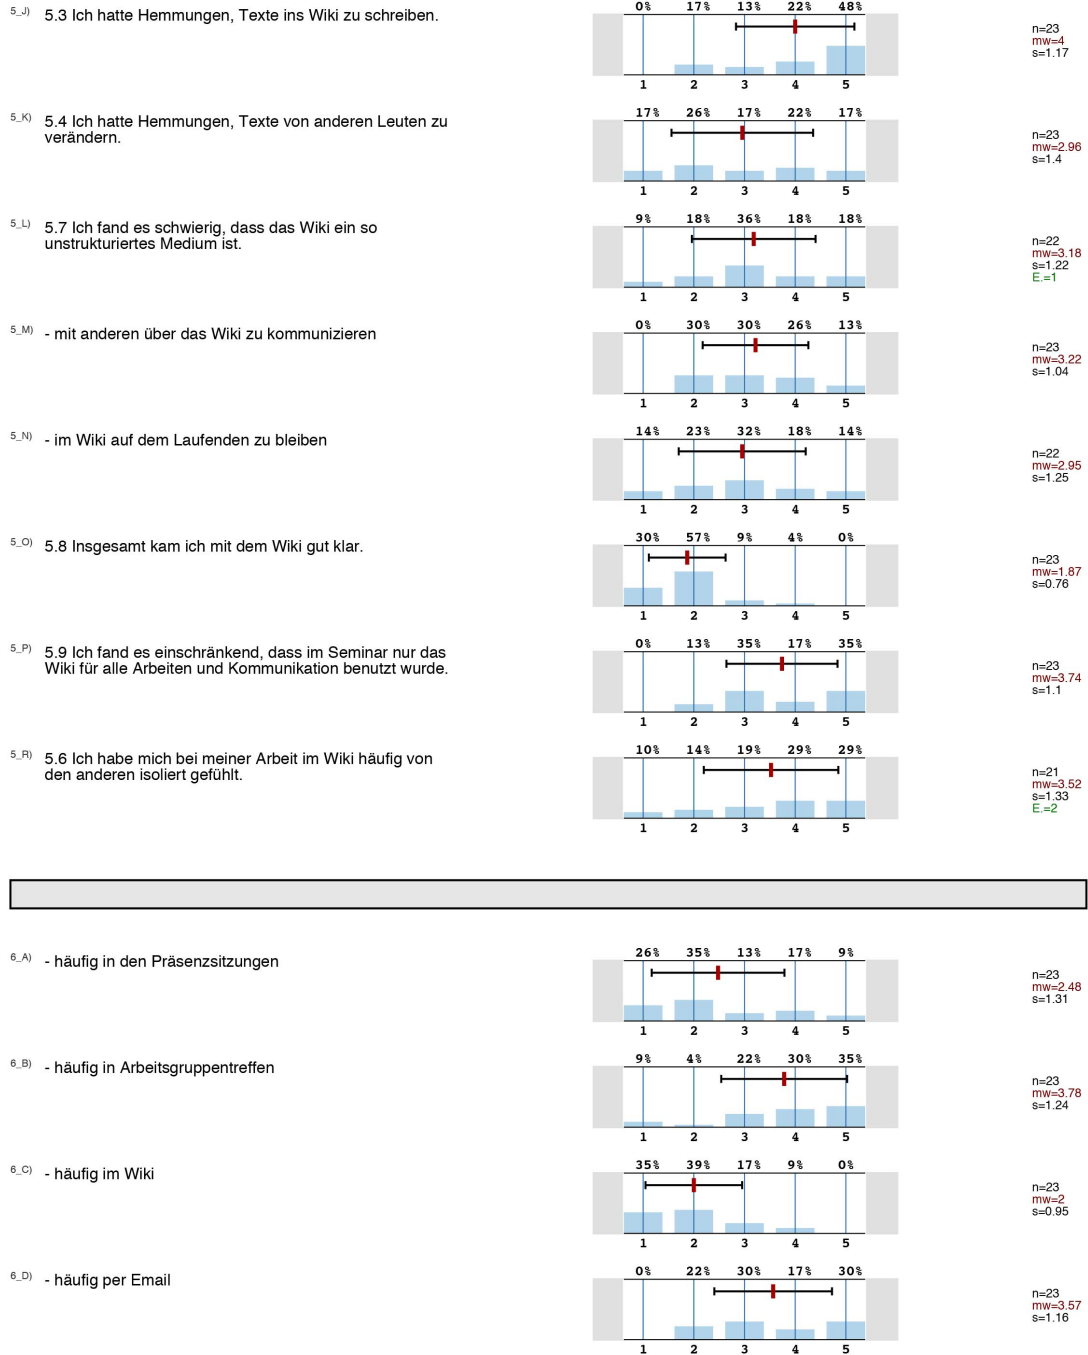 5_J) 5.3 Ich hatte Hemmungen, Texte ins Wiki zu schreiben.
0% 17% 13% 22% 48%
1 2 3 4 5
n=23
mw=4
s=1.17
5_K) 5.4 Ich hatte Hemmungen, Texte von anderen Leuten zu
verändern.
17% 26% 17% 22% 17%
1 2 3 4 5
n=23
mw=2.96
s=1.4
5_L) 5.7 Ich fand es schwierig, dass das Wiki ein so
unstrukturiertes Medium ist.
9% 18% 36% 18% 18%
1 2 3 4 5
n=22
mw=3.18
s=1.22
E.=1
5_M) - mit anderen über das Wiki zu kommunizieren
0% 30% 30% 26% 13%
1 2 3 4 5
n=23
mw=3.22
s=1.04
5_N) - im Wiki auf dem Laufenden zu bleiben
14% 23% 32% 18% 14%
1 2 3 4 5
n=22
mw=2.95
s=1.25
5_O) 5.8 Insgesamt kam ich mit dem Wiki gut klar.
30% 57% 9% 4% 0%
1 2 3 4 5
n=23
mw=1.87
s=0.76
5_P) 5.9 Ich fand es einschränkend, dass im Seminar nur das
Wiki für alle Arbeiten und Kommunikation benutzt wurde.
0% 13% 35% 17% 35%
1 2 3 4 5
n=23
mw=3.74
s=1.1
5_R) 5.6 Ich habe mich bei meiner Arbeit im Wiki häufig von
den anderen isoliert gefühlt.
10% 14% 19% 29% 29%
1 2 3 4 5
n=21
mw=3.52
s=1.33
E.=2
6_A) - häufig in den Präsenzsitzungen
26% 35% 13% 17% 9%
1 2 3 4 5
n=23
mw=2.48
s=1.31
6_B) - häufig in Arbeitsgruppentreffen
9% 4% 22% 30% 35%
1 2 3 4 5
n=23
mw=3.78
s=1.24
6_C) - häufig im Wiki
35% 39% 17% 9% 0%
1 2 3 4 5
n=23
mw=2
s=0.95
6_D) - häufig per Email
0% 22% 30% 17% 30%
1 2 3 4 5
n=23
mw=3.57
s=1.16